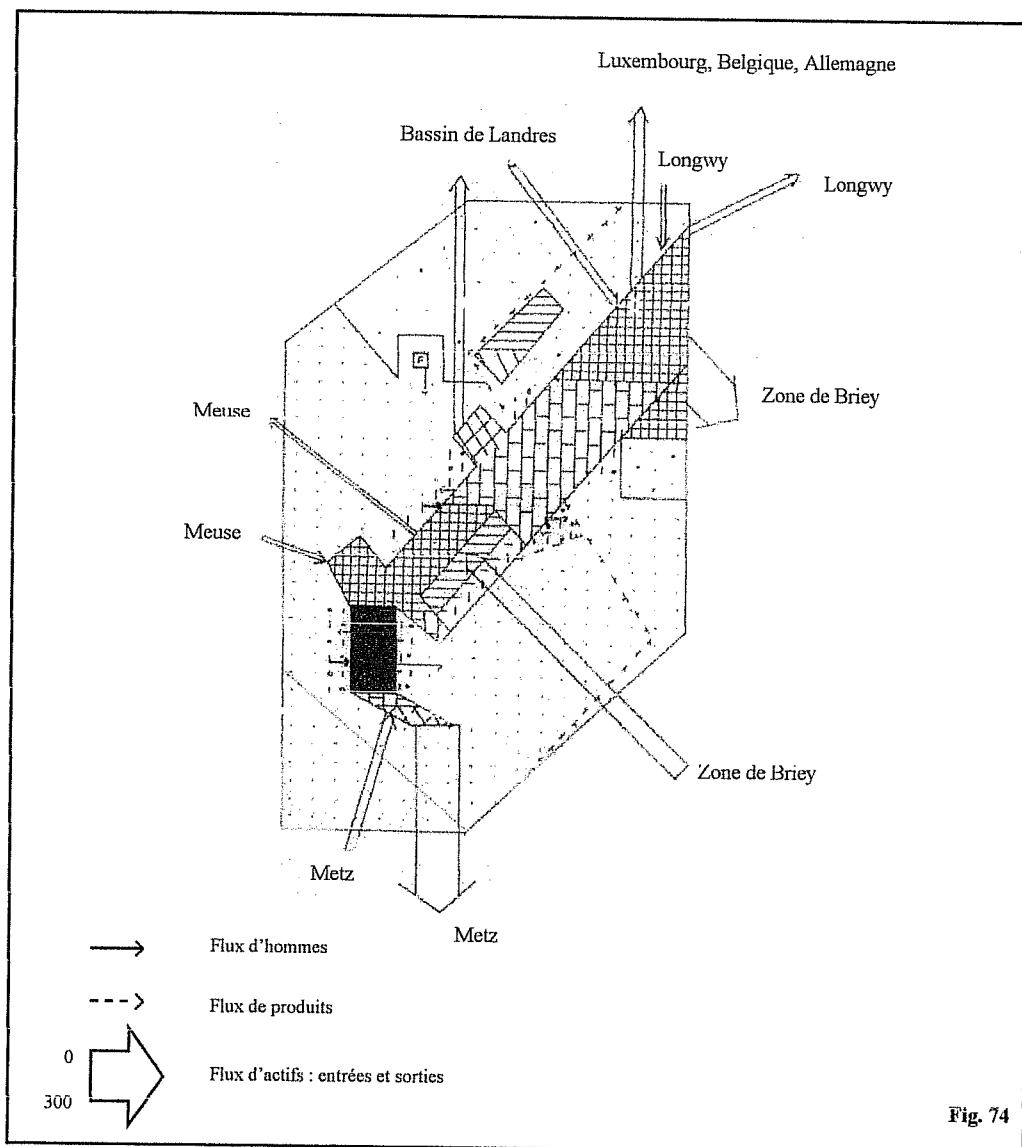 Luxembourg, Belgique, Allemagne
Bassin de Landres
Longwy
Longwy
Zone de Briey
Meuse
Meuse
Zone de Briey
Metz
Metz
Flux d'hommes
Flux de produits
0
300
Flux d'actifs : entrées et sorties
Fig. 74